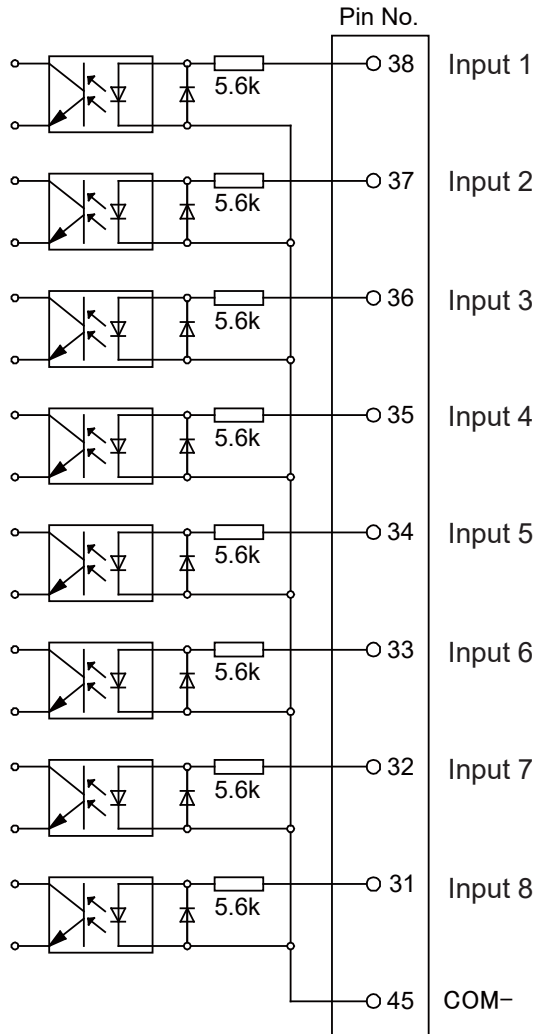 Pin No.
38 Input 1
5.6k
37 Input 2
5.6k
36 Input 3
5.6k
35 Input 4
5.6k
34 Input 5
5.6k
33 Input 6
5.6k
32 Input 7
5.6k
31 Input 8
5.6k
45 COM−